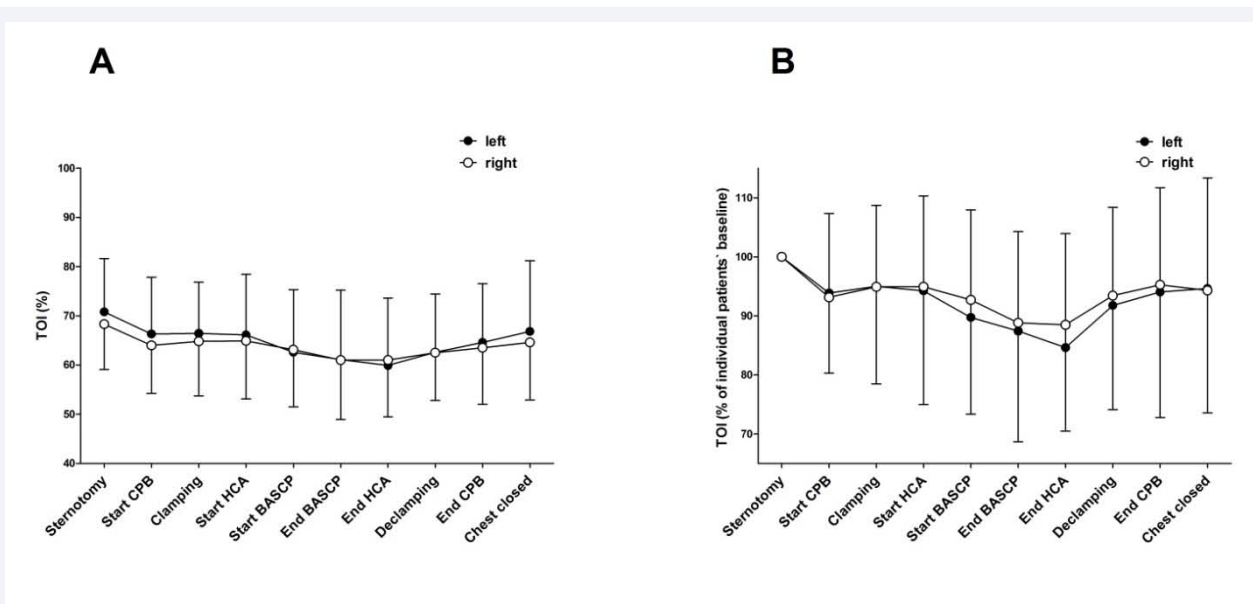 A
left
right
TOI (%)
100
90
80
70
60
50
40
Sternotomy
Start CPB
Clamping
Start HCA
Start BASCP
End BASCP
End HCA
Declamping
End CPB
Chest closed
B
left
right
TOI (% of individual patients` baseline)
110
100
90
80
70
Sternotomy
Start CPB
Clamping
Start HCA
Start BASCP
End BASCP
End HCA
Declamping
End CPB
Chest closed